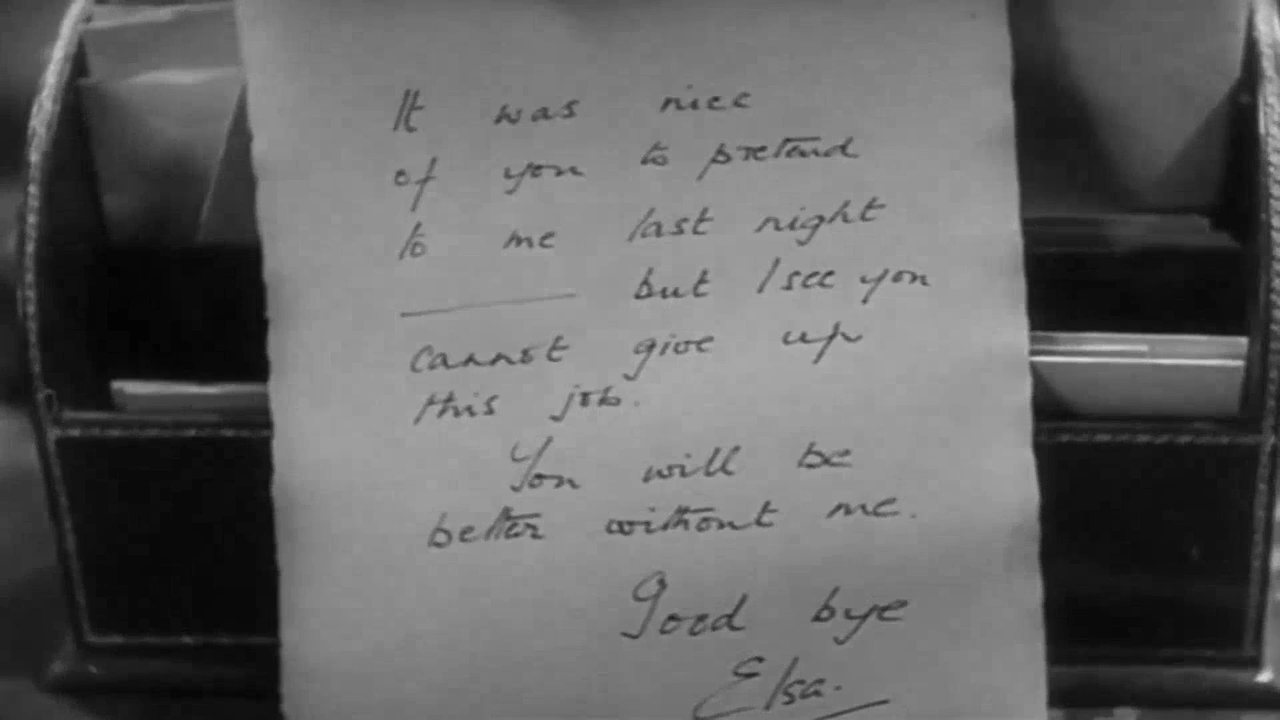 It was nice
of you to pretend
to me last night
——— but I see you
cannot give up
this job.
You will be
better without me.
Good bye
Elsa.